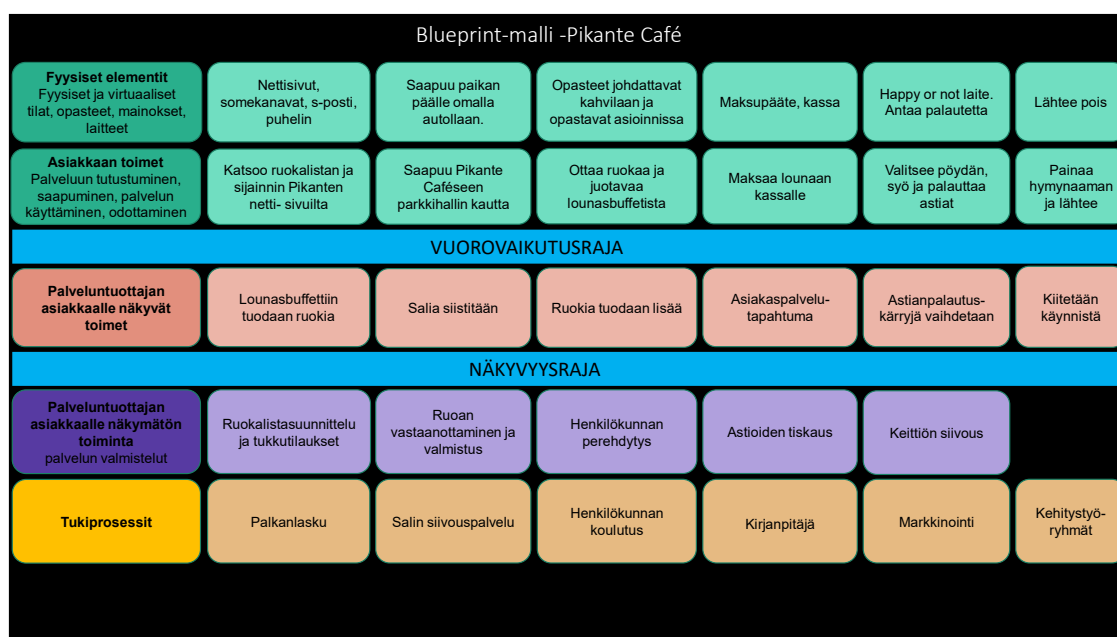 Blueprint-malli -Pikante Café
Fyysiset elementit
Fyysiset ja virtuaaliset
tilat, opasteet, mainokset,
laitteet
Nettisivut,
somekanavat, s-posti,
puhelin
Saapuu paikan
päälle omalla
autollaan.
Opasteet johdattavat
kahvilaan ja
opastavat asioinnissa
Maksupääte, kassa
Happy or not laite.
Antaa palautetta
Lähtee pois
Asiakkaan toimet
Palveluun tutustuminen,
saapuminen, palvelun
käyttäminen, odottaminen
Katsoo ruokalistan ja
sijainnin Pikanten
netti- sivuilta
Saapuu Pikante
Caféseen
parkkihallin kautta
Ottaa ruokaa ja
juotavaa
lounasbuffetista
Maksaa lounaan
kassalle
Valitsee pöydän,
syö ja palauttaa
astiat
Painaa
hymynaaman
ja lähtee
VUOROVAIKUTUSRAJA
Palveluntuottajan
asiakkaalle näkyvät
toimet
Lounasbuffettiin
tuodaan ruokia
Salia siistitään
Ruokia tuodaan lisää
Asiakaspalvelu-
tapahtuma
Astianpalautus-
kärryjä vaihdetaan
Kiitetään
käynnistä
NÄKYVYYSRAJA
Palveluntuottajan
asiakkaalle näkymätön
toiminta
palvelun valmistelut
Ruokalistasuunnittelu
ja tukkutilaukset
Ruoan
vastaanottaminen ja
valmistus
Henkilökunnan
perehdytys
Astioiden tiskaus
Keittiön siivous
Tukiprosessit
Palkanlasku
Salin siivouspalvelu
Henkilökunnan
koulutus
Kirjanpitäjä
Markkinointi
Kehitystyö-
ryhmät